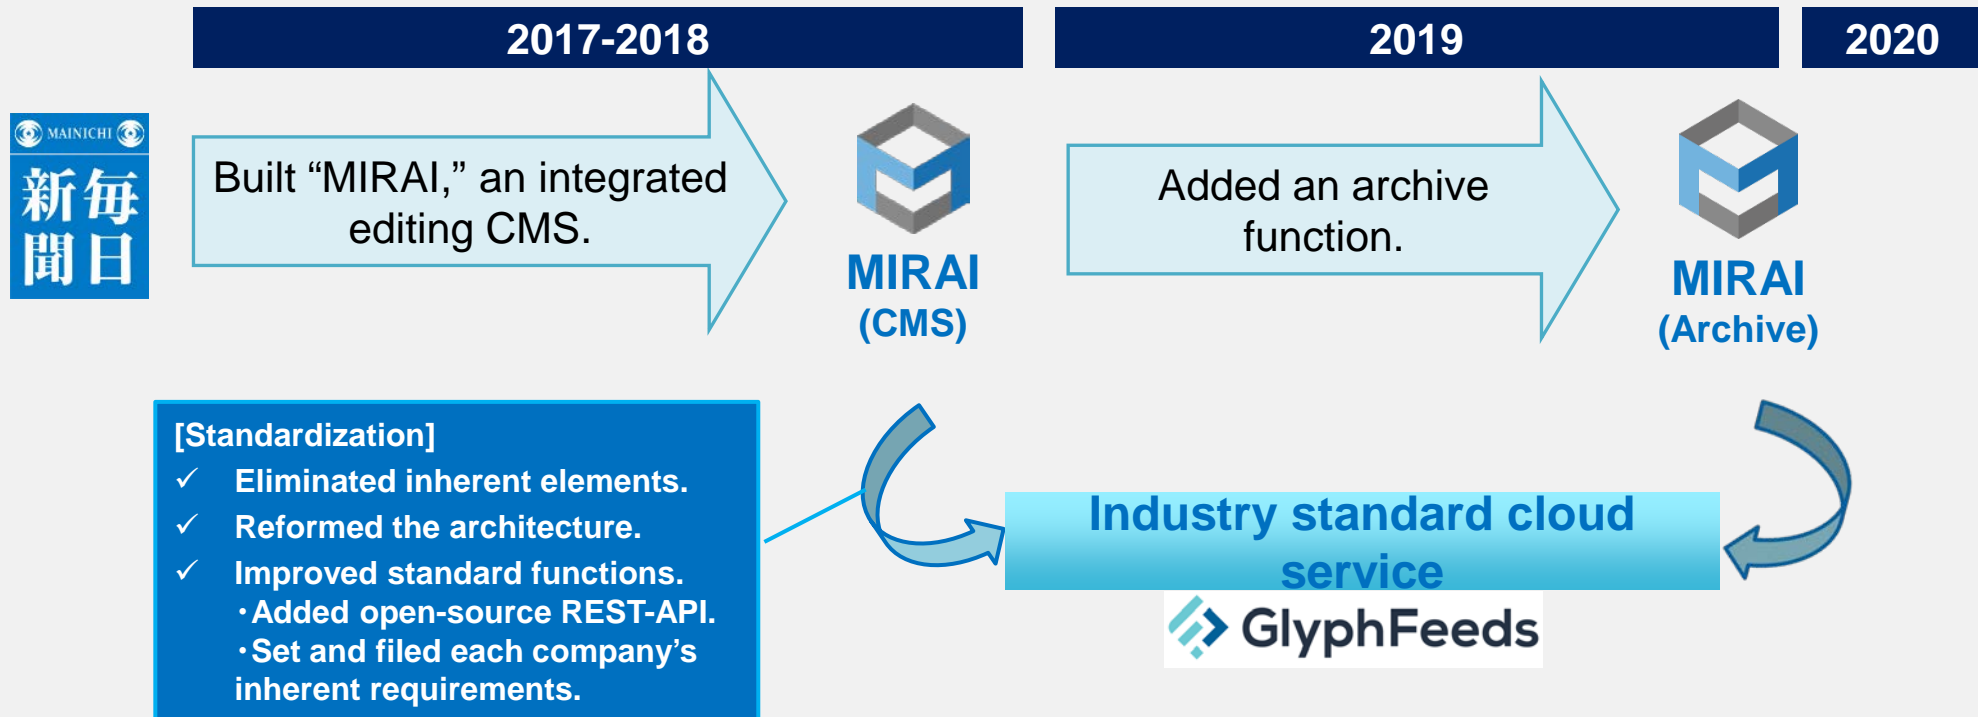 2017-2018
2019
2020
MAINICHI
毎日
新聞
Built “MIRAI,” an integrated
editing CMS.
MIRAI
(CMS)
Added an archive
function.
MIRAI
(Archive)
[Standardization]
✓ Eliminated inherent elements.
✓ Reformed the architecture.
✓ Improved standard functions.
・Added open-source REST-API.
・Set and filed each company’s
inherent requirements.
Industry standard cloud
service
GlyphFeeds